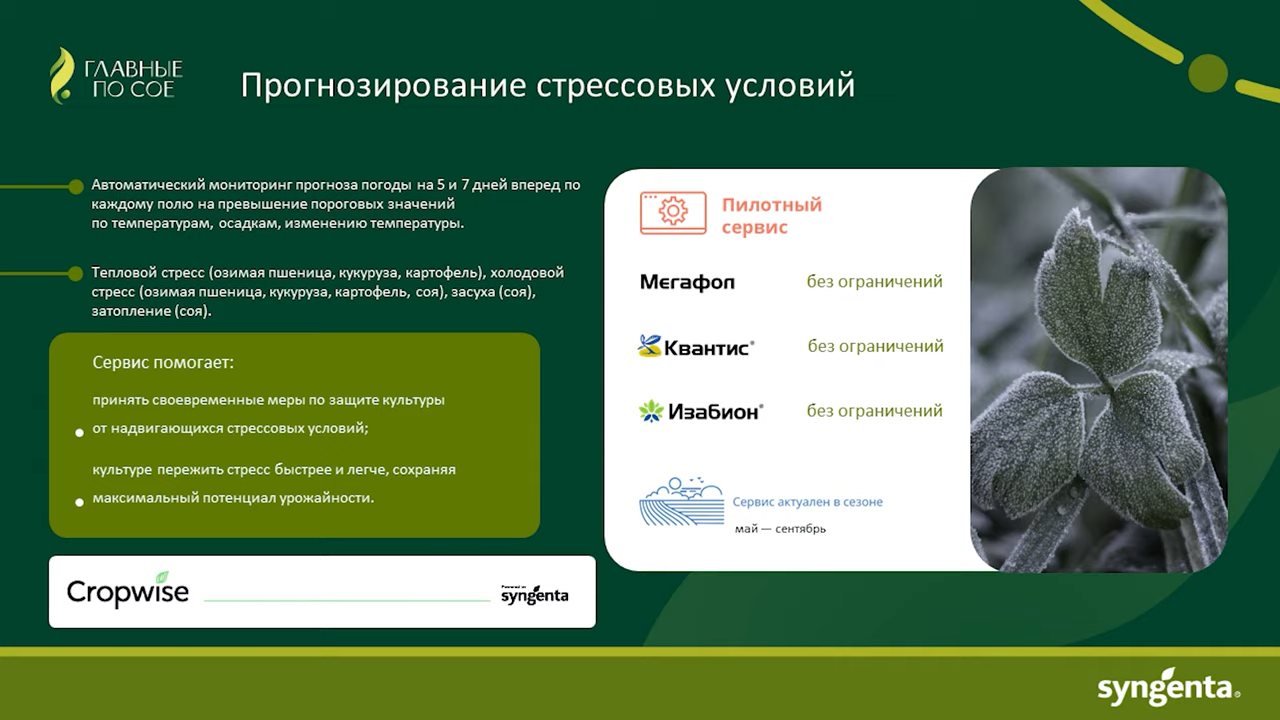 ГЛАВНЫЕ
ПО СОЕ
Прогнозирование стрессовых условий
Автоматический мониторинг прогноза погоды на 5 и 7 дней вперед по
каждому полю на превышение пороговых значений
по температурам, осадкам, изменению температуры.
Тепловой стресс (озимая пшеница, кукуруза, картофель), холодовой
стресс (озимая пшеница, кукуруза, картофель, соя), засуха (соя),
затопление (соя).
Сервис помогает:
принять своевременные меры по защите культуры
от надвигающихся стрессовых условий;
культуре пережить стресс быстрее и легче, сохраняя
максимальный потенциал урожайности.
Cropwise
Powered by
syngenta
Пилотный
сервис
Мегафол без ограничений
Квантис® без ограничений
Изабион® без ограничений
Сервис актуален в сезоне
май — сентябрь
syngenta®